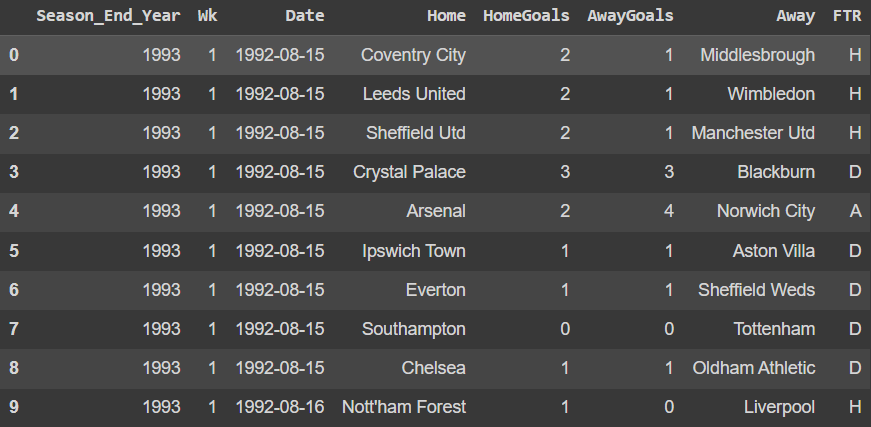 Season_End_Year Wk Date Home HomeGoals AwayGoals Away FTR
0 1993 1 1992-08-15 Coventry City 2 1 Middlesbrough H
1 1993 1 1992-08-15 Leeds United 2 1 Wimbledon H
2 1993 1 1992-08-15 Sheffield Utd 2 1 Manchester Utd H
3 1993 1 1992-08-15 Crystal Palace 3 3 Blackburn D
4 1993 1 1992-08-15 Arsenal 2 4 Norwich City A
5 1993 1 1992-08-15 Ipswich Town 1 1 Aston Villa D
6 1993 1 1992-08-15 Everton 1 1 Sheffield Weds D
7 1993 1 1992-08-15 Southampton 0 0 Tottenham D
8 1993 1 1992-08-15 Chelsea 1 1 Oldham Athletic D
9 1993 1 1992-08-16 Nott'ham Forest 1 0 Liverpool H